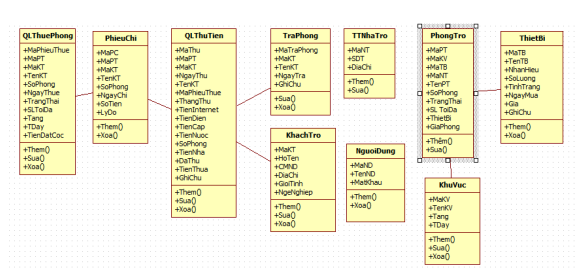 QLThuePhong
+MaPhieuThue
+MaPT
+MaKT
+TenKT
+SoPhong
+NgayThue
+TrangThai
+SLToiDa
+Tang
+TDay
+TienDatCoc
+Them()
+Sua()
+Xoa()
PhieuChi
+MaPC
+MaPT
+MaKT
+TenKT
+SoPhong
+NgayChi
+SoTien
+LyDo
+Them()
+Xoa()
QLThuTien
+MaThu
+MaPT
+MaKT
+NgayThu
+TenKT
+MaPhieuThue
+ThangThu
+TienInternet
+TienDien
+TienCap
+TienNuoc
+SoPhong
+TienNha
+DaThu
+TienThua
+GhiChu
+Them()
+Sua()
+Xoa()
TraPhong
+MaTraPhong
+MaKT
+TenKT
+NgayTra
+GhiChu
+Sua()
+Xoa()
KhachTro
+MaKT
+HoTen
+CMND
+DiaChi
+GioiTinh
+NgeNghiep
+Them()
+Sua()
+Xoa()
TTNhaTro
+MaNT
+SDT
+DiaChi
+Them()
+Sua()
NguoiDung
+MaND
+TenND
+MatKhau
+Them()
+Xoa()
PhongTro
+MaPT
+MaKV
+MaTB
+MaNT
+TenPT
+SoPhong
+TrangThai
+SL ToiDa
+ThietBi
+GiaPhong
+Thêm()
+Sua()
KhuVuc
+MaKV
+TenKV
+Tang
+TDay
+Them()
+Sua()
+Xoa()
ThietBi
+MaTB
+TenTB
+NhanHieu
+SoLuong
+TinhTrang
+NgayMua
+Gia
+GhiChu
+Them()
+Xoa()